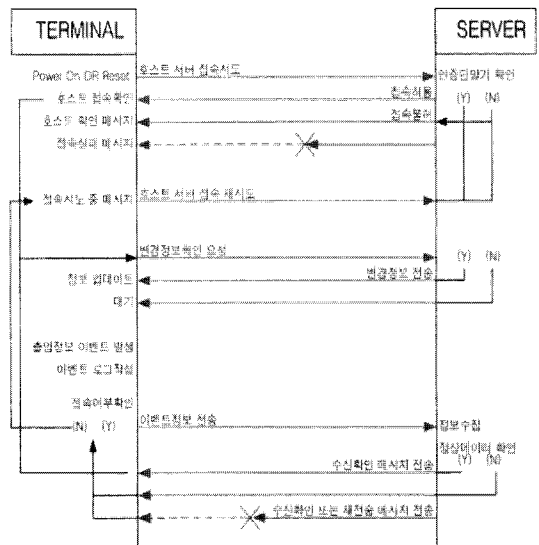 TERMINAL
SERVER
Power On OR Reset
호스트 서버 접속시도
인증단말기 확인
호스트 접속확인
접속허용
(Y) (N)
호스트 확인 메시지
접속불허
접속실패 메시지
접속시도 중 메시지
호스트 서버 접속 재시도
변경정보확인 요청
(Y) (N)
변경정보 전송
정보 업데이트
대기
출입정보 이벤트 발생
이벤트 로그작성
접속여부확인
(N) (Y)
이벤트정보 전송
정보수집
정상데이터 확인
(Y) (N)
수신확인 메시지 전송
수신확인 또는 재전송 메시지 전송